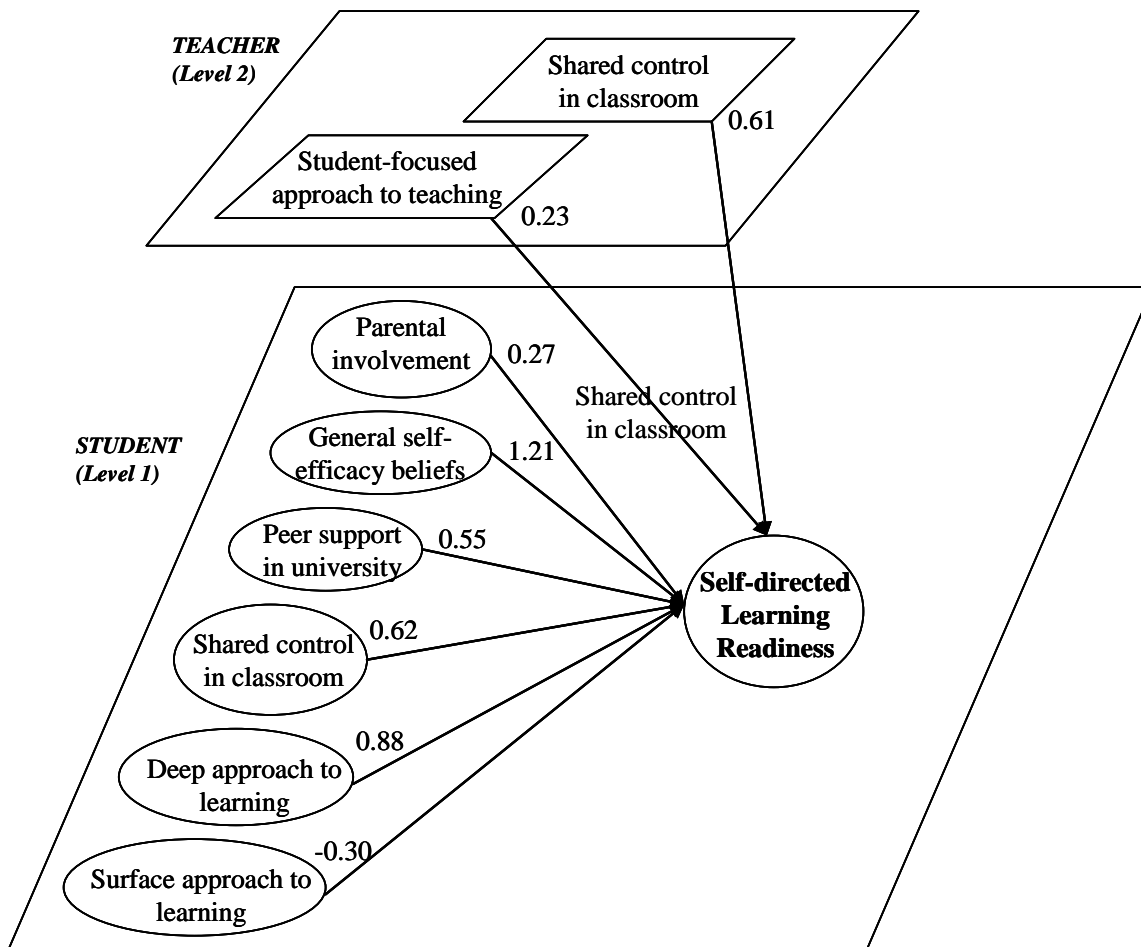 TEACHER
(Level 2)
Shared control
in classroom
0.61
Student-focused
approach to teaching
0.23
Parental
involvement
0.27
Shared control
in classroom
STUDENT
(Level 1)
General self-
efficacy beliefs
1.21
Peer support
in university
0.55
Self-directed
Learning
Readiness
Shared control
in classroom
0.62
Deep approach to
learning
0.88
Surface approach to
learning
-0.30